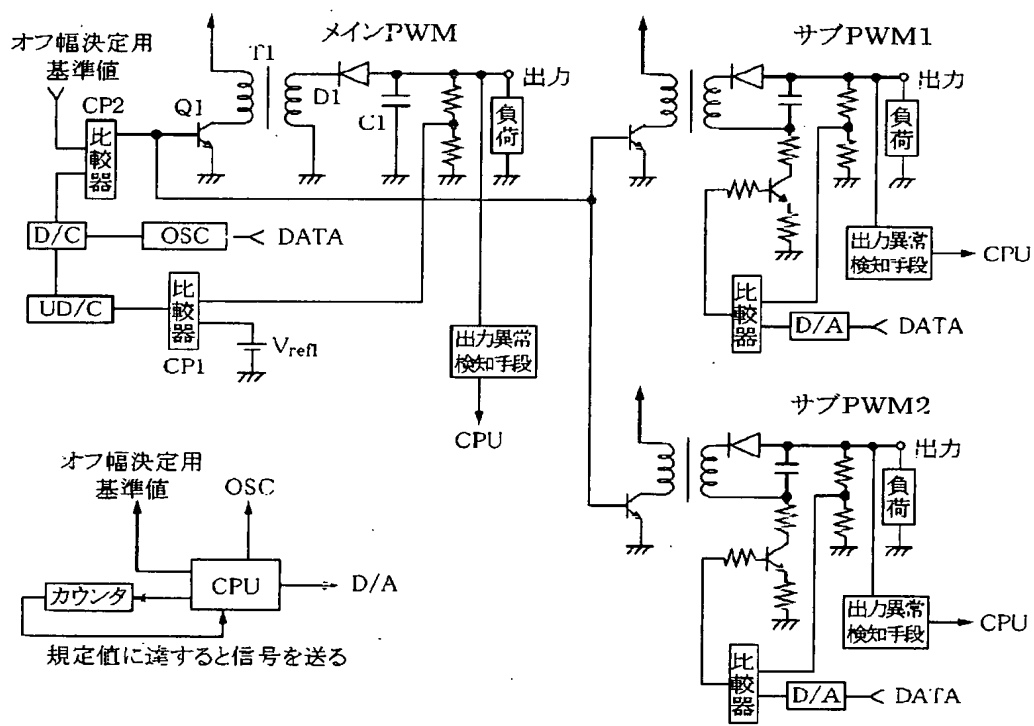 オフ幅決定用
基準値
CP2
比較器
Q1
T1
メインPWM
D1
C1
出力
負荷
D/C
OSC
DATA
UD/C
比較器
CP1
Vref1
出力異常
検知手段
CPU
サブPWM1
出力
負荷
出力異常
検知手段
CPU
比較器
D/A
DATA
サブPWM2
出力
負荷
出力異常
検知手段
CPU
比較器
D/A
DATA
オフ幅決定用
基準値
OSC
CPU
D/A
カウンタ
規定値に達すると信号を送る